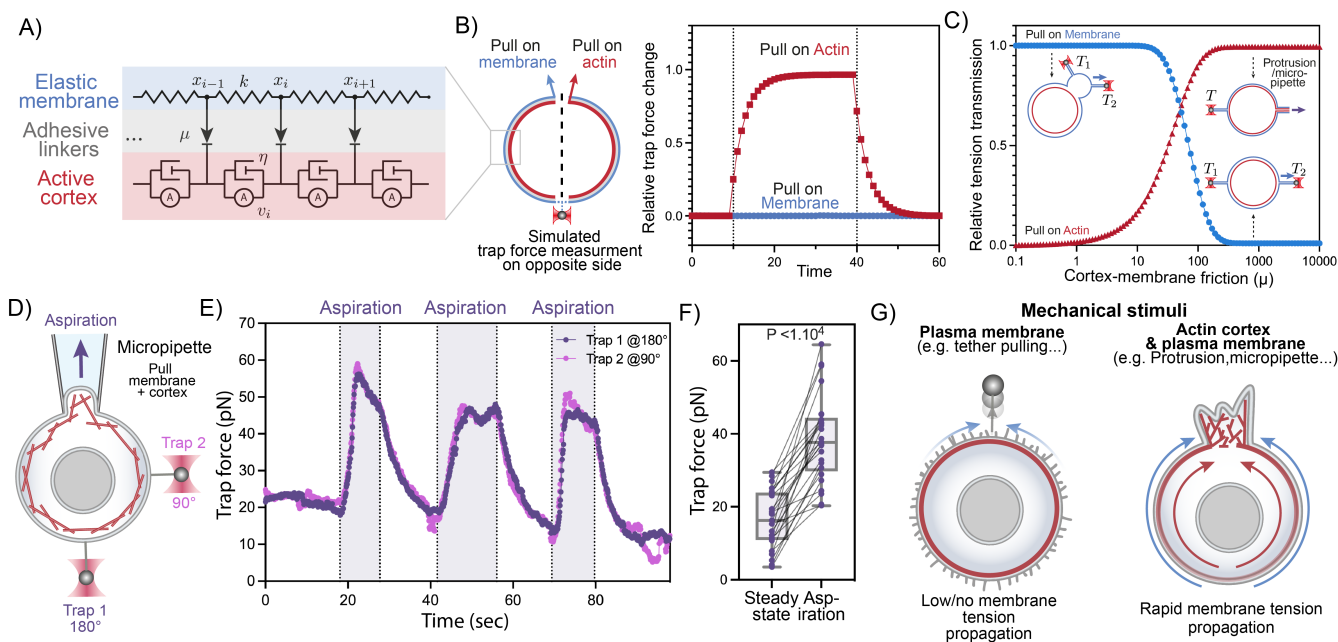 A)
Elastic
membrane
Adhesive
linkers
Active
cortex
...
x_{i-1}
k
x_i
x_{i+1}
μ
η
A
A
A
A
v_i
B)
Pull on
membrane
Pull on
actin
Simulated
trap force measurment
on opposite side
Relative trap force change
1.0
0.0
Pull on Actin
Pull on
Membrane
0
20
40
60
Time
C)
Relative tension transmission
1.0
0.5
0.0
Pull on Membrane
Pull on Actin
T_1
T_2
Protrusion
/micro-
pipette
T
T_1
T_2
0.1
1
10
100
1000
10000
Cortex-membrane friction (μ)
D)
Aspiration
Micropipette
Pull
membrane
+ cortex
Trap 2
90°
Trap 1
180°
E)
Aspiration
Aspiration
Aspiration
Trap force (pN)
70
60
50
40
30
20
10
0
Trap 1 @180°
Trap 2 @90°
0
20
40
60
80
Time (sec)
F)
P <1.10^4
Trap force (pN)
60
40
20
0
Steady Asp-
state iration
G)
Mechanical stimuli
Plasma membrane
(e.g. tether pulling...)
Actin cortex
& plasma membrane
(e.g. Protrusion,micropipette...)
Low/no membrane
tension
propagation
Rapid membrane tension
propagation